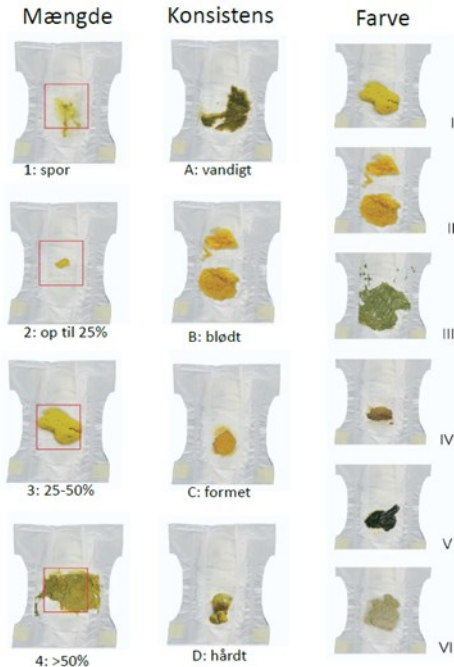 Mængde
Konsistens
Farve
1: spor
A: vandigt
I
II
2: op til 25%
B: blødt
III
3: 25-50%
C: formet
IV
V
4: >50%
D: hårdt
VI